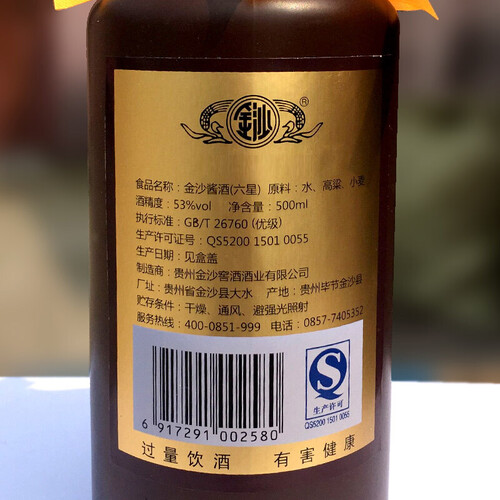 金沙
®
食品名称：金沙酱酒(六星) 原料：水、高粱、小麦
酒精度：53%vol 净含量：500ml
执行标准：GB/T 26760 (优级)
生产许可证号：QS5200 1501 0055
生产日期：见盒盖
制造商：贵州金沙窖酒酒业有限公司
厂址：贵州省金沙县大水 产地：贵州毕节金沙县
贮存条件：干燥、通风、避强光照射
服务热线：400-0851-999 电话：0857-7405352
6 917291 002580
QS
生产许可
QS5200 1501 0055
过量饮酒 有害健康